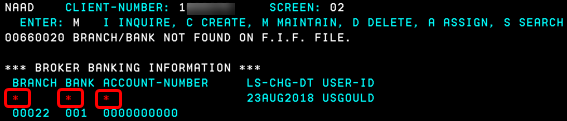 NAAD CLIENT-NUMBER: 1 SCREEN: 02
ENTER: M I INQUIRE, C CREATE, M MAINTAIN, D DELETE, A ASSIGN, S SEARCH
00660020 BRANCH/BANK NOT FOUND ON F.I.F. FILE.
*** BROKER BANKING INFORMATION ***
BRANCH BANK ACCOUNT-NUMBER LS-CHG-DT USER-ID
* * * 23AUG2018 USGOULD
00022 001 0000000000